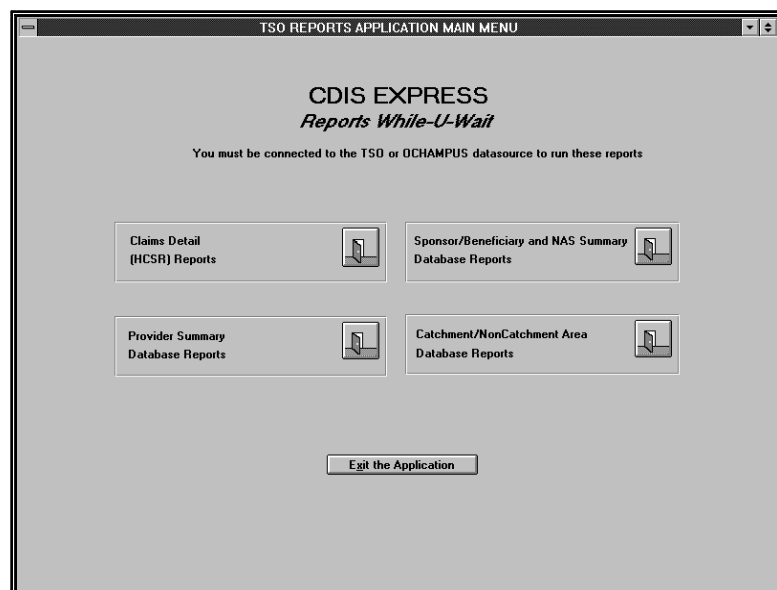 TSO REPORTS APPLICATION MAIN MENU
CDIS EXPRESS
Reports While-U-Wait
You must be connected to the TSO or OCHAMPUS datasource to run these reports
Claims Detail
(HCSR) Reports
Sponsor/Beneficiary and NAS Summary
Database Reports
Provider Summary
Database Reports
Catchment/NonCatchment Area
Database Reports
Exit the Application